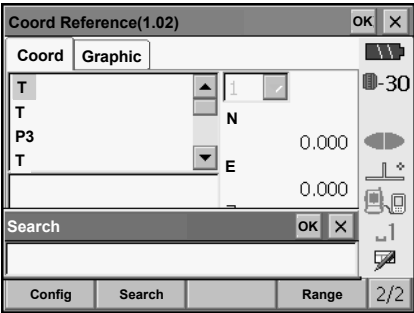 Coord Reference(1.02) OK
Coord Graphic
T
T
P3
T
1
N
0.000
E
0.000
-30
Search OK
1
Config Search Range 2/2